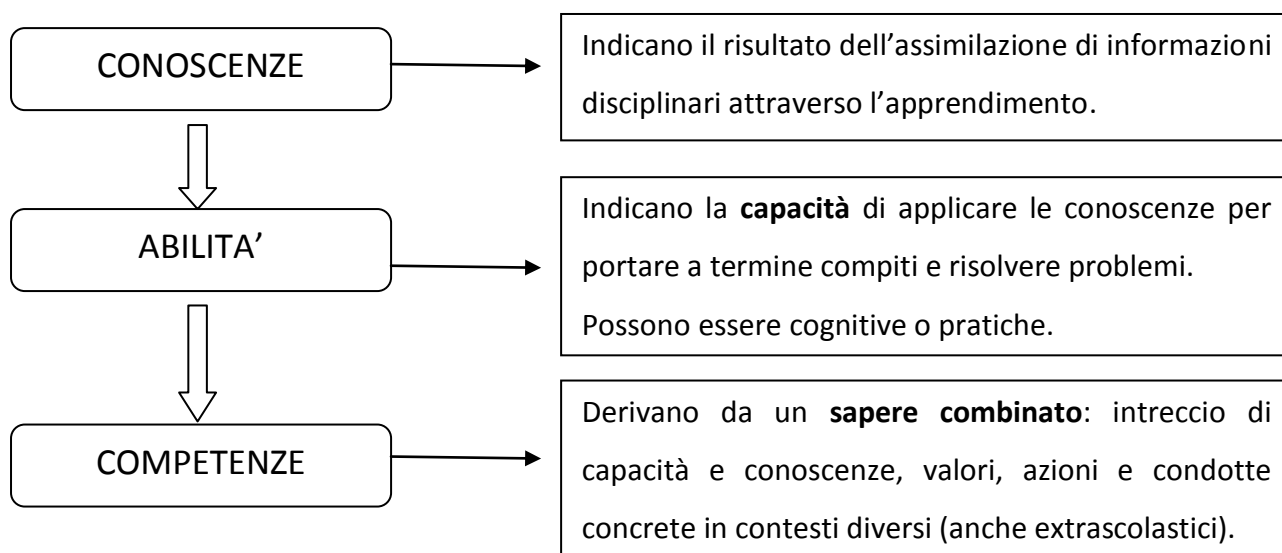 CONOSCENZE
Indicano il risultato dell’assimilazione di informazioni
disciplinari attraverso l’apprendimento.
ABILITA’
Indicano la capacità di applicare le conoscenze per
portare a termine compiti e risolvere problemi.
Possono essere cognitive o pratiche.
COMPETENZE
Derivano da un sapere combinato: intreccio di
capacità e conoscenze, valori, azioni e condotte
concrete in contesti diversi (anche extrascolastici).